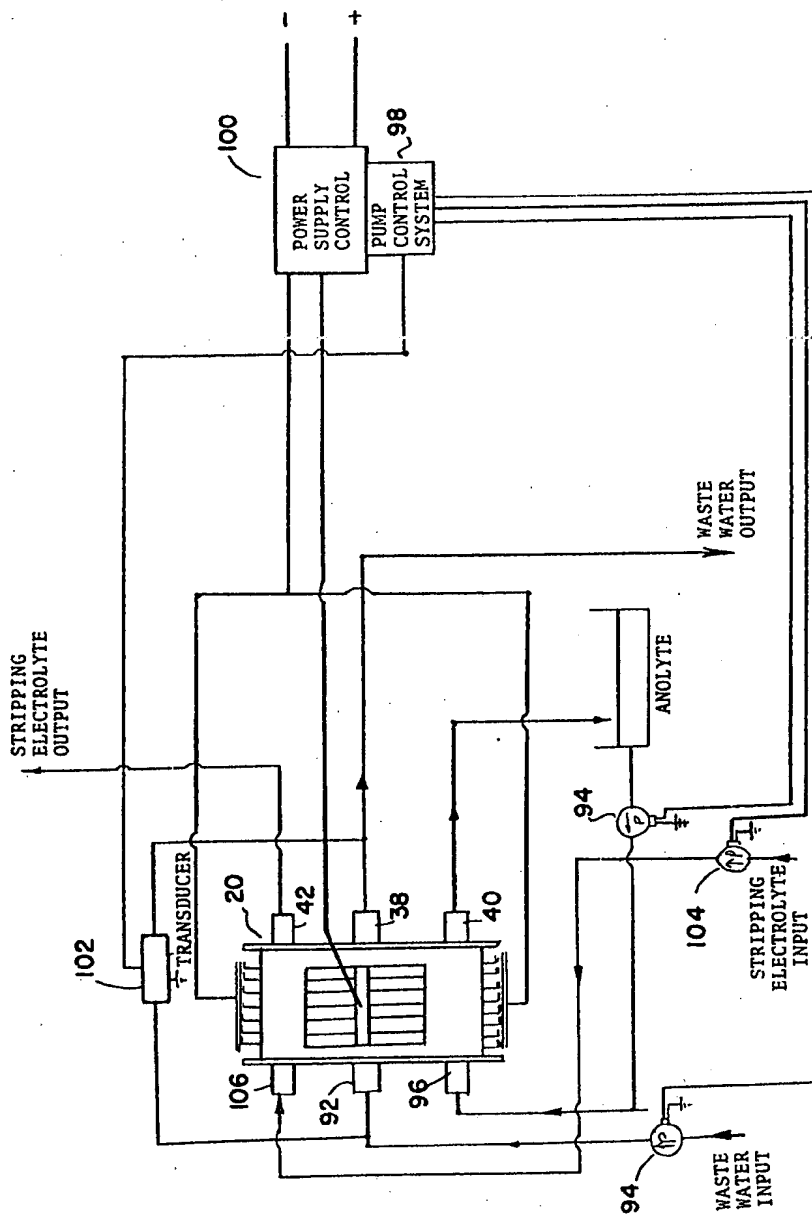 -
+
100
POWER
SUPPLY
CONTROL
98
PUMP
CONTROL
SYSTEM
STRIPPING
ELECTROLYTE
OUTPUT
102
TRANSDUCER
20
42
38
40
106
92
96
WASTE
WATER
OUTPUT
ANOLYTE
94
P
104
P
STRIPPING
ELECTROLYTE
INPUT
94
P
WASTE
WATER
INPUT